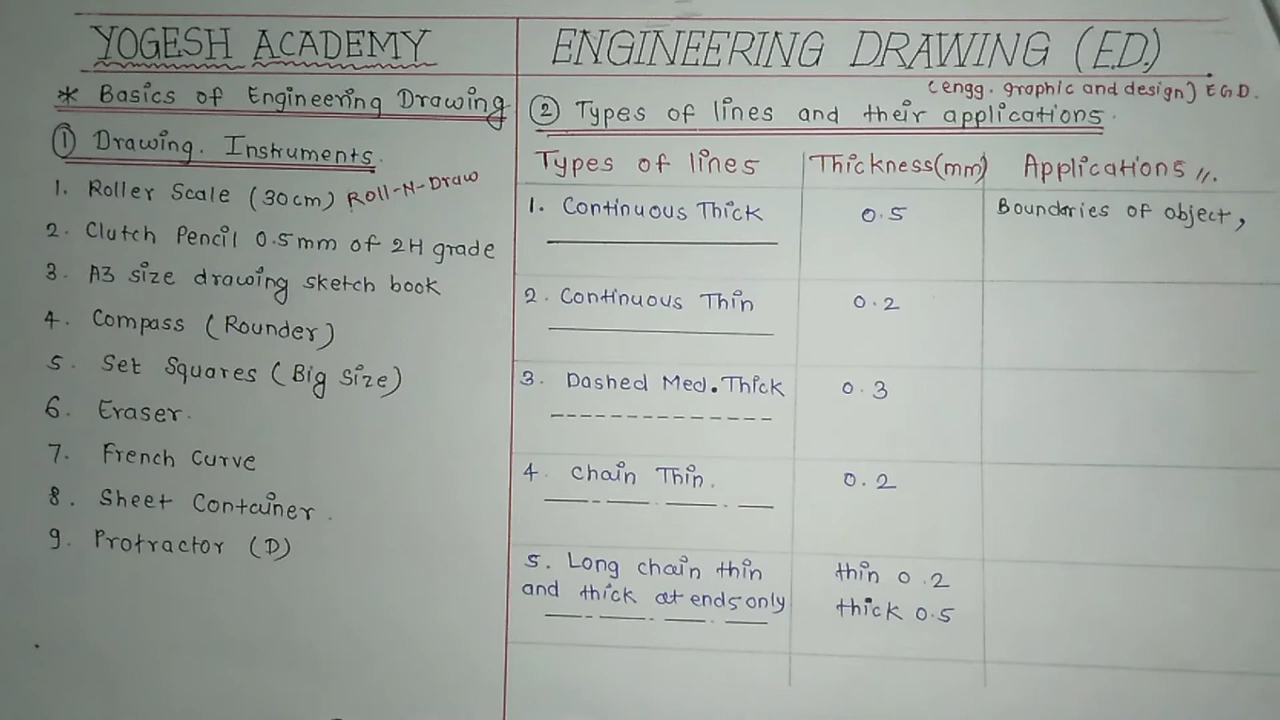 YOGESH ACADEMY
* Basics of Engineering Drawing
① Drawing. Instruments.
1. Roller Scale (30cm) Roll-N-Draw
2. Clutch Pencil 0.5mm of 2H grade
3. A3 size drawing sketch book
4. Compass (Rounder)
5. Set Squares (Big Size)
6. Eraser.
7. French Curve
8. Sheet Container.
9. Protractor (D)
ENGINEERING DRAWING (E.D.)
(engg. graphic and design) EGD.
② Types of lines and their applications.
Types of lines Thickness(mm) Applications
1. Continuous Thick 0.5 Boundaries of object,
2. Continuous Thin 0.2
3. Dashed Med. Thick 0.3
4. Chain Thin. 0.2
5. Long chain thin thin 0.2
and thick at ends only thick 0.5